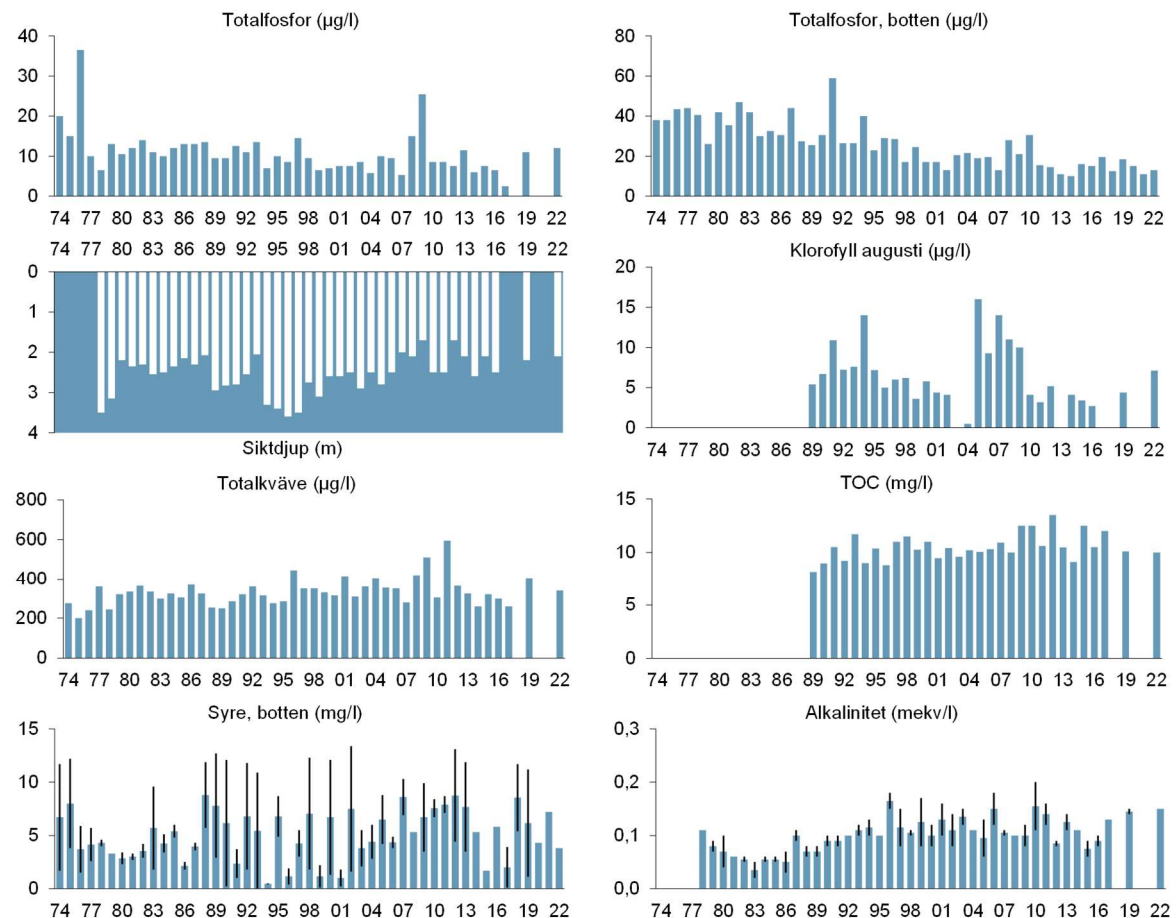 Totalfosfor (µg/l)
40
30
20
10
0
74 77 80 83 86 89 92 95 98 01 04 07 10 13 16 19 22
Totalfosfor, botten (µg/l)
80
60
40
20
0
74 77 80 83 86 89 92 95 98 01 04 07 10 13 16 19 22
74 77 80 83 86 89 92 95 98 01 04 07 10 13 16 19 22
0
1
2
3
4
Siktdjup (m)
Klorofyll augusti (µg/l)
20
15
10
5
0
74 77 80 83 86 89 92 95 98 01 04 07 10 13 16 19 22
Totalkväve (µg/l)
800
600
400
200
0
74 77 80 83 86 89 92 95 98 01 04 07 10 13 16 19 22
TOC (mg/l)
15
10
5
0
74 77 80 83 86 89 92 95 98 01 04 07 10 13 16 19 22
Syre, botten (mg/l)
15
10
5
0
74 77 80 83 86 89 92 95 98 01 04 07 10 13 16 19 22
Alkalinitet (mekv/l)
0,3
0,2
0,1
0,0
74 77 80 83 86 89 92 95 98 01 04 07 10 13 16 19 22